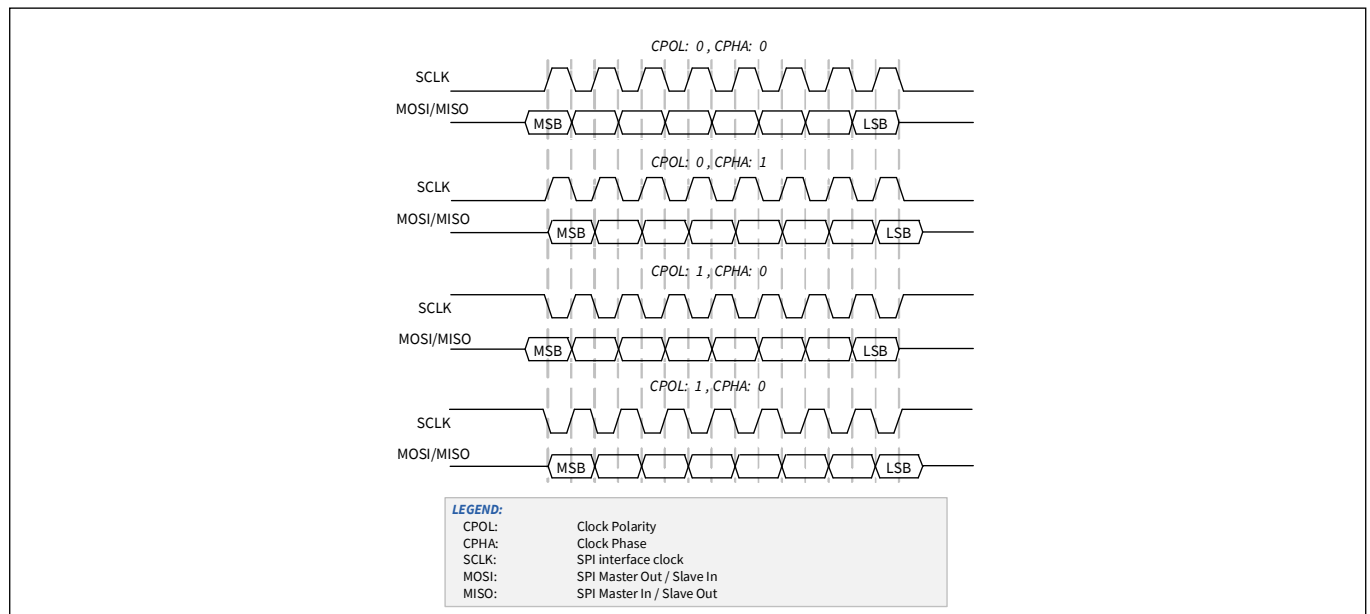 CPOL: 0 , CPHA: 0
SCLK
MOSI/MISO
MSB LSB
CPOL: 0 , CPHA: 1
SCLK
MOSI/MISO
MSB LSB
CPOL: 1 , CPHA: 0
SCLK
MOSI/MISO
MSB LSB
CPOL: 1 , CPHA: 0
SCLK
MOSI/MISO
MSB LSB
LEGEND:
CPOL: Clock Polarity
CPHA: Clock Phase
SCLK: SPI interface clock
MOSI: SPI Master Out / Slave In
MISO: SPI Master In / Slave Out